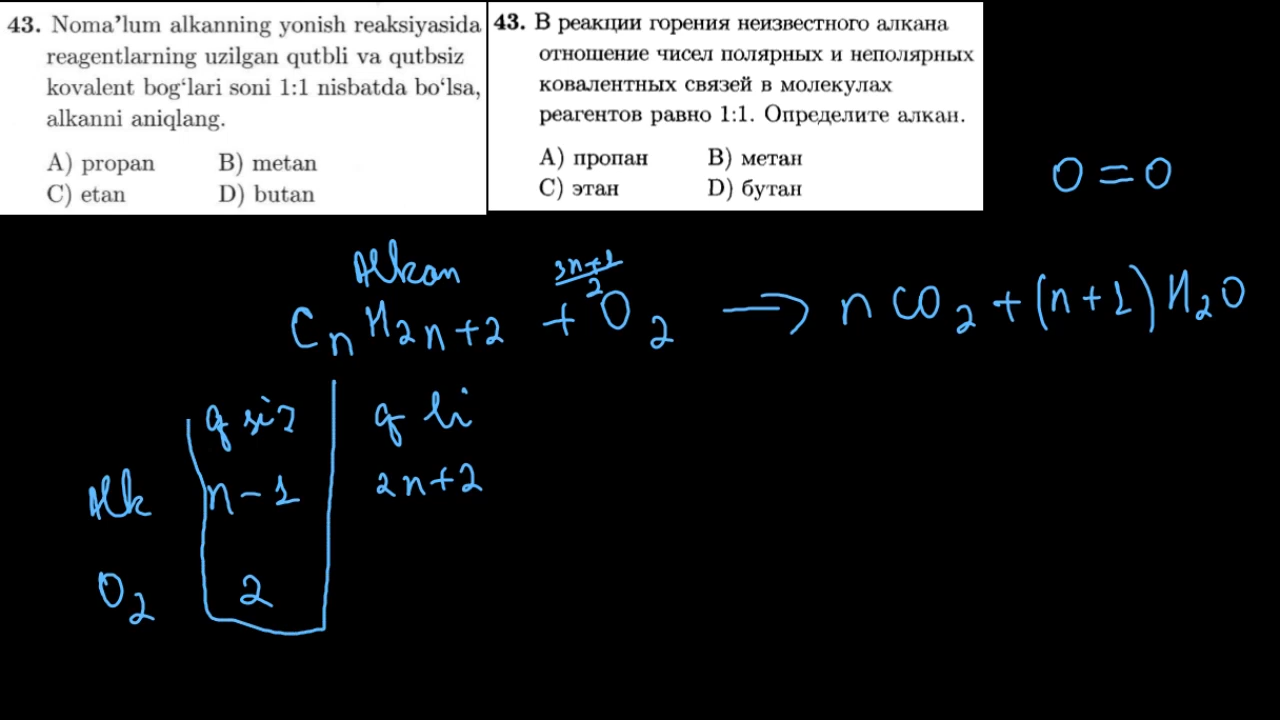 43. Noma’lum alkanning yonish reaksiyasida
reagentlarning uzilgan qutbli va qutbsiz
kovalent bog‘lari soni 1:1 nisbatda bo‘lsa,
alkanni aniqlang.
A) propan B) metan
C) etan D) butan
43. В реакции горения неизвестного алкана
отношение чисел полярных и неполярных
ковалентных связей в молекулах
реагентов равно 1:1. Определите алкан.
A) пропан B) метан
C) этан D) бутан
O=O
Alkan
CₙH₂ₙ₊₂ + (3n+1)/2 O₂ → nCO₂ + (n+1)H₂O
q siz q li
Alk n-1 2n+2
O₂ 2